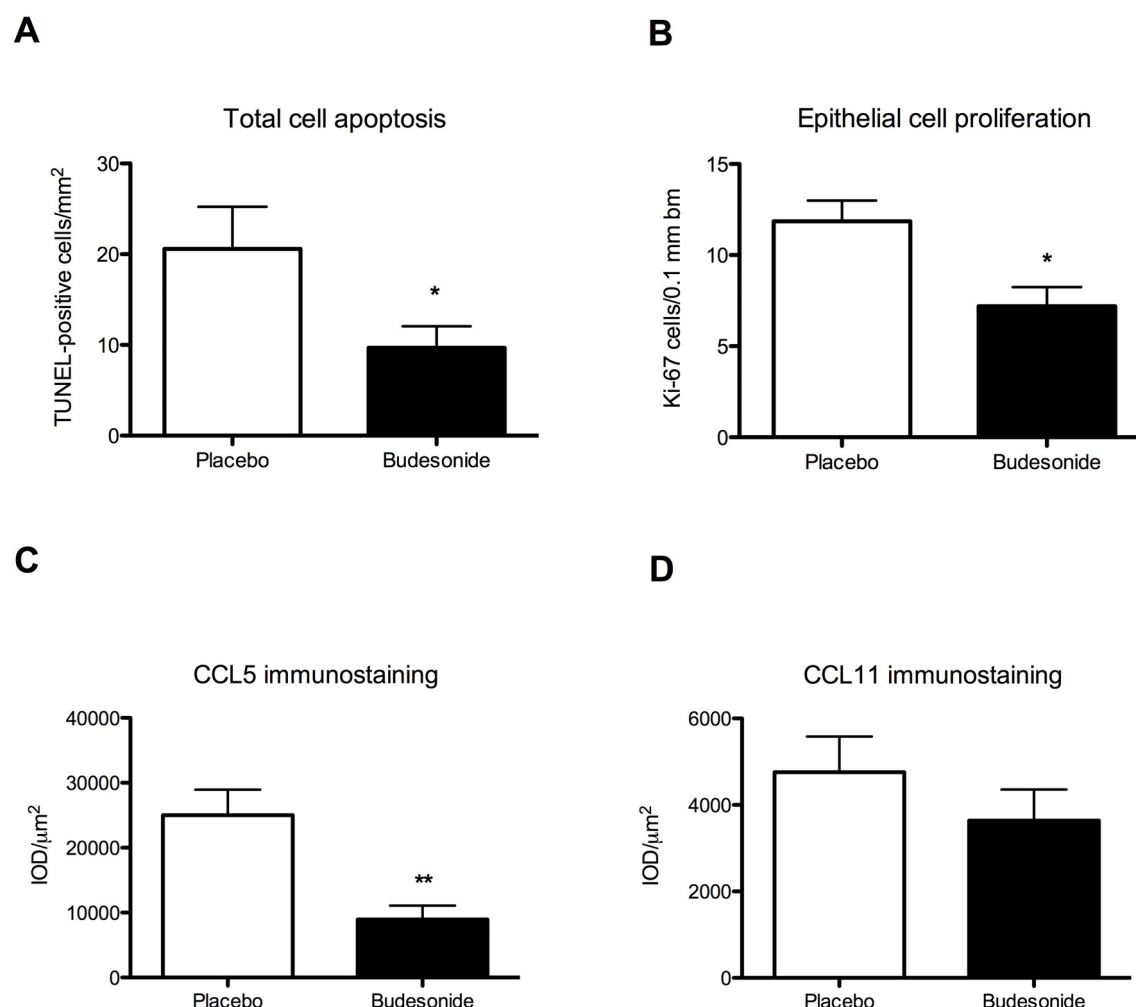 A
Total cell apoptosis
TUNEL-positive cells/mm²
30
20
10
0
*
Placebo
Budesonide
B
Epithelial cell proliferation
Ki-67 cells/0.1 mm bm
15
10
5
0
*
Placebo
Budesonide
C
CCL5 immunostaining
IOD/μm²
40000
30000
20000
10000
0
**
Placebo
Budesonide
D
CCL11 immunostaining
IOD/μm²
6000
4000
2000
0
Placebo
Budesonide